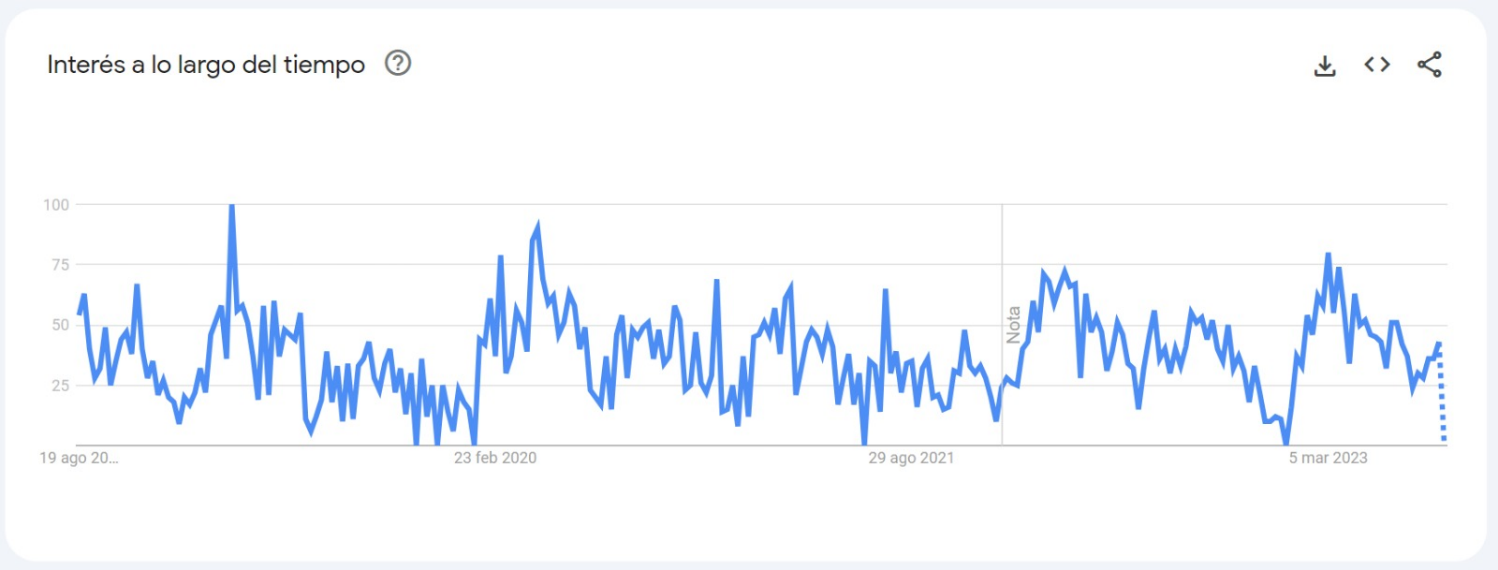 Interés a lo largo del tiempo
100
75
50
25
Nota
19 ago 20...
23 feb 2020
29 ago 2021
5 mar 2023